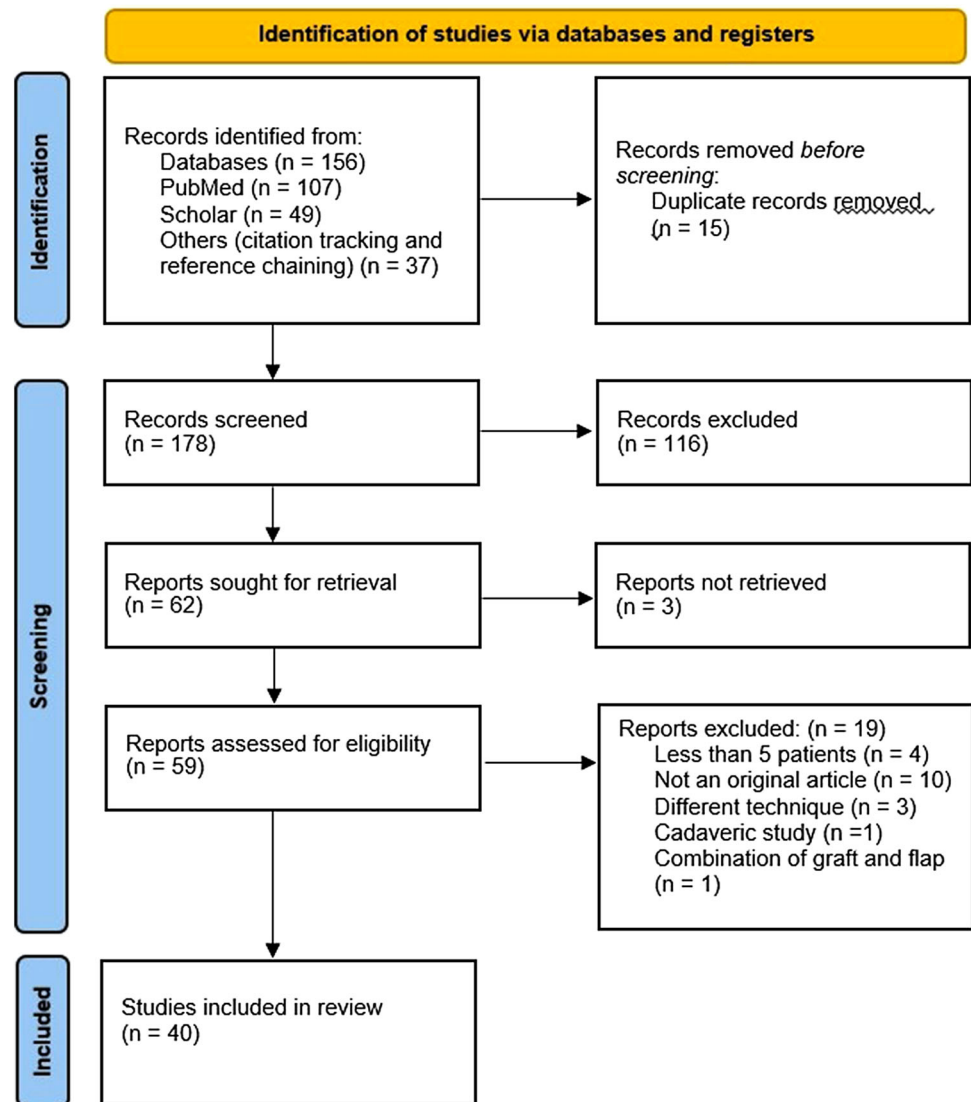 Identification of studies via databases and registers
Identification
Records identified from:
Databases (n = 156)
PubMed (n = 107)
Scholar (n = 49)
Others (citation tracking and
reference chaining) (n = 37)
Records removed before
screening:
Duplicate records removed
(n = 15)
Screening
Records screened
(n = 178)
Records excluded
(n = 116)
Reports sought for retrieval
(n = 62)
Reports not retrieved
(n = 3)
Reports assessed for eligibility
(n = 59)
Reports excluded: (n = 19)
Less than 5 patients (n = 4)
Not an original article (n = 10)
Different technique (n = 3)
Cadaveric study (n =1)
Combination of graft and flap
(n = 1)
Included
Studies included in review
(n = 40)